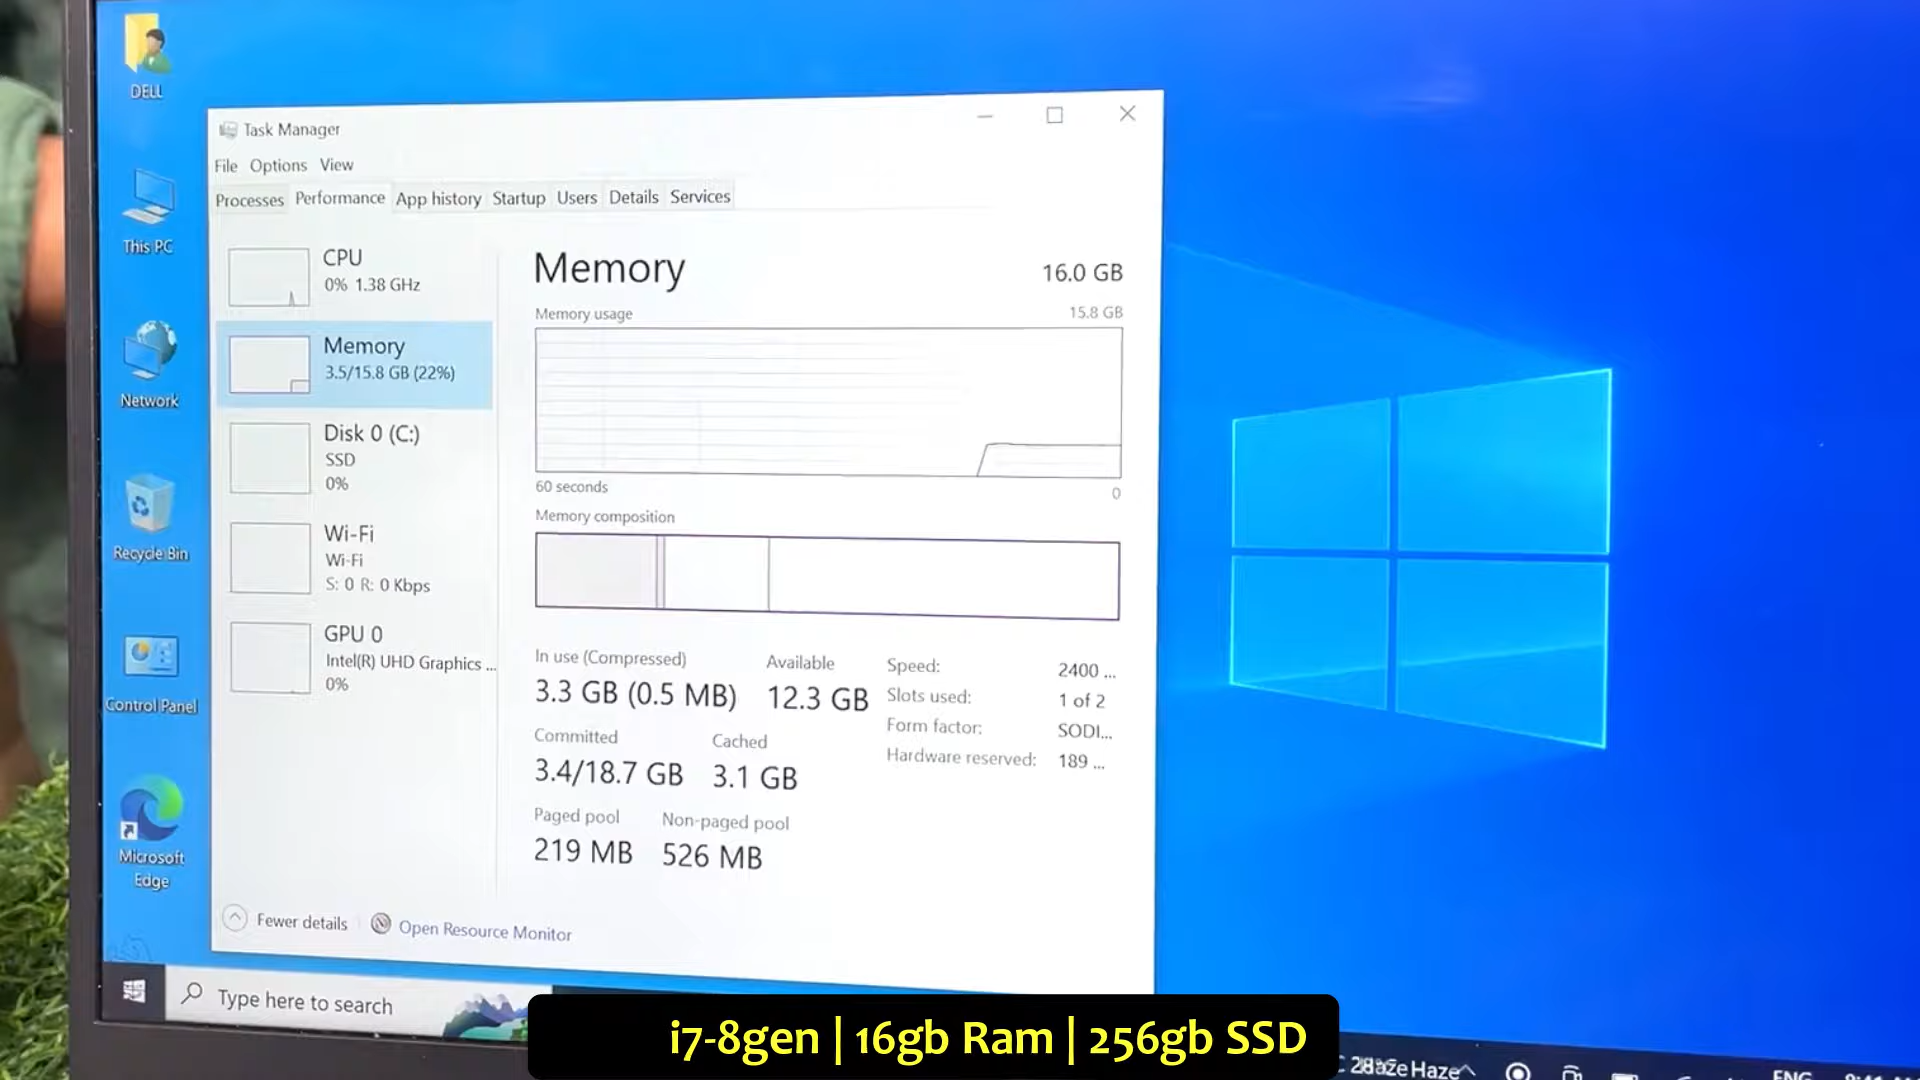 DELL
This PC
Network
Recycle Bin
Control Panel
Microsoft
Edge
Task Manager
File Options View
Processes Performance App history Startup Users Details Services
CPU
0% 1.38 GHz
Memory
3.5/15.8 GB (22%)
Disk 0 (C:)
SSD
0%
Wi-Fi
Wi-Fi
S: 0 R: 0 Kbps
GPU 0
Intel(R) UHD Graphics ...
0%
Memory 16.0 GB
Memory usage 15.8 GB
60 seconds 0
Memory composition
In use (Compressed) Available
3.3 GB (0.5 MB) 12.3 GB
Committed Cached
3.4/18.7 GB 3.1 GB
Paged pool Non-paged pool
219 MB 526 MB
Speed: 2400 ...
Slots used: 1 of 2
Form factor: SODI...
Hardware reserved: 189 ...
Fewer details Open Resource Monitor
Type here to search
i7-8gen | 16gb Ram | 256gb SSD
Haze
ENG